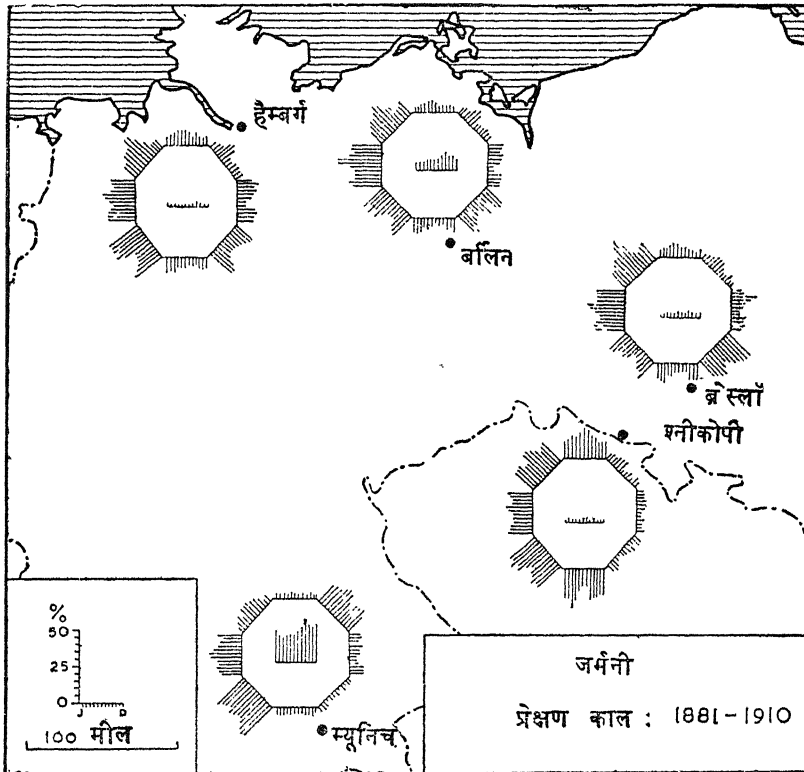 हैम्बर्ग
बर्लिन
ब्रेस्लॉ
श्नीकोपी
म्यूनिच
%
50
25
0
J D
100 मील
जर्मनी
प्रेक्षण काल : 1881-1910